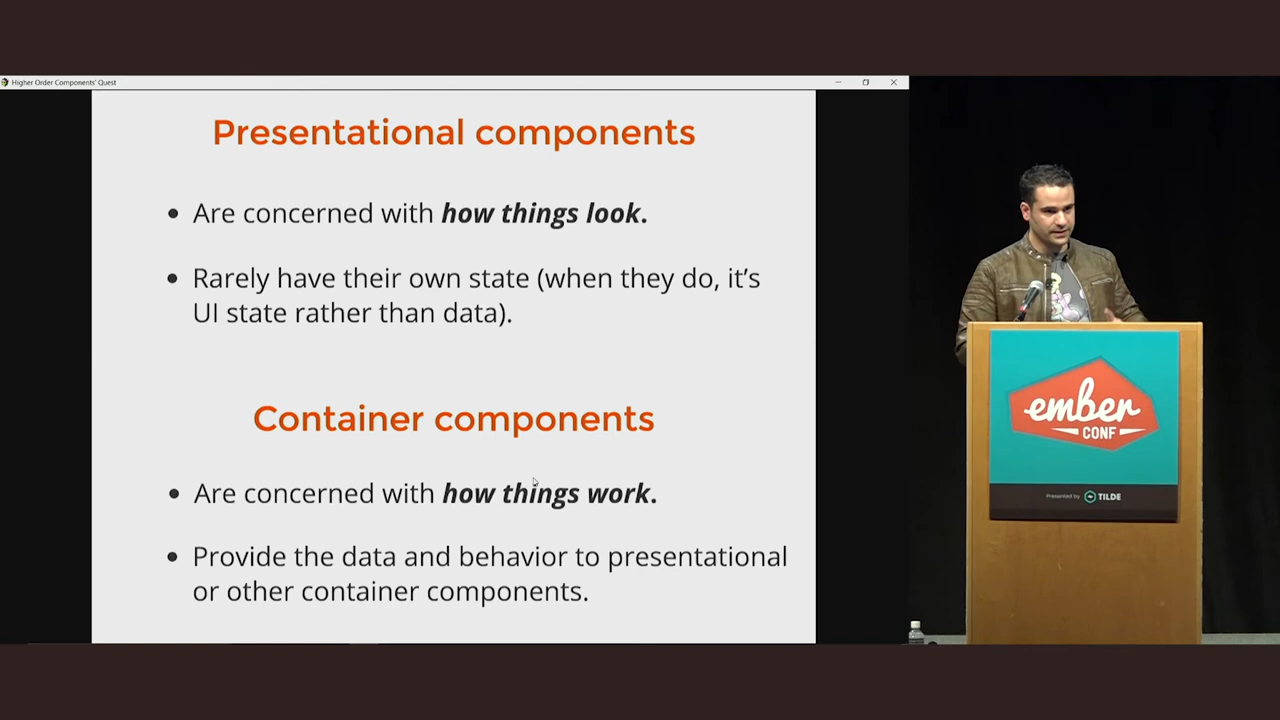 Higher Order Components' Quest
Presentational components
• Are concerned with how things look.
• Rarely have their own state (when they do, it's
UI state rather than data).
Container components
• Are concerned with how things work.
• Provide the data and behavior to presentational
or other container components.
ember
CONF
Presented by TILDE